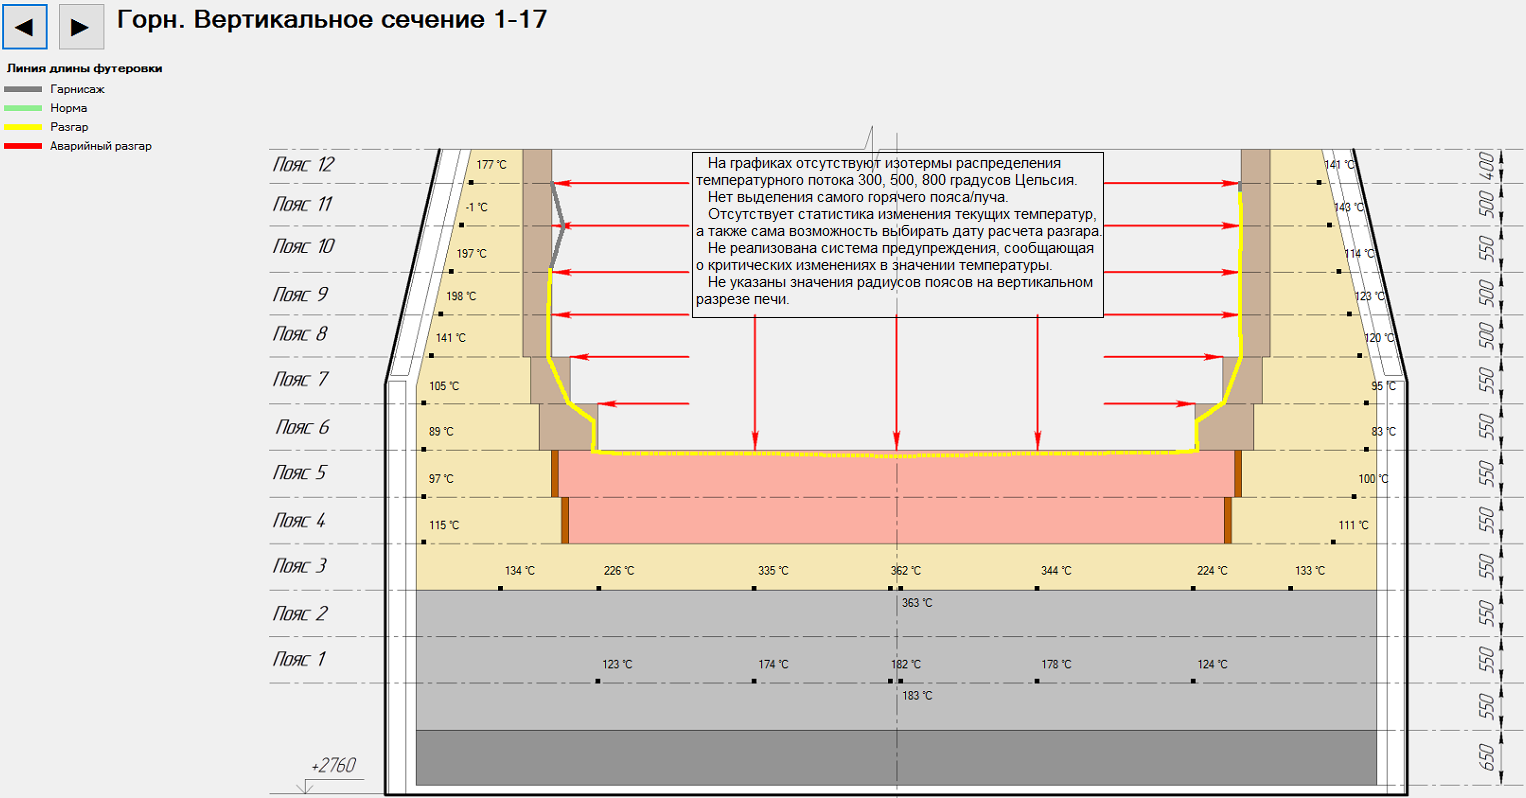 Горн. Вертикальное сечение 1-17
Линия длины футеровки
Гарнисаж
Норма
Разгар
Аварийный разгар
На графиках отсутствуют изотермы распределения
температурного потока 300, 500, 800 градусов Цельсия.
Нет выделения самого горячего пояса/луча.
Отсутствует статистика изменения текущих температур,
а также сама возможность выбирать дату расчета разгара.
Не реализована система предупреждения, сообщающая
о критических изменениях в значении температуры.
Не указаны значения радиусов поясов на вертикальном
разрезе печи.
Пояс 12 177 °C 141 °C 400
Пояс 11 -1 °C 143 °C 500
Пояс 10 197 °C 114 °C 550
Пояс 9 198 °C 123 °C 500
Пояс 8 141 °C 120 °C 500
Пояс 7 105 °C 95 °C 550
Пояс 6 89 °C 83 °C 550
Пояс 5 97 °C 100 °C 550
Пояс 4 115 °C 111 °C 550
Пояс 3 134 °C 226 °C 335 °C 362 °C 344 °C 224 °C 133 °C 550
363 °C
Пояс 2 550
Пояс 1 123 °C 174 °C 182 °C 178 °C 124 °C 550
183 °C
550
650
+2760